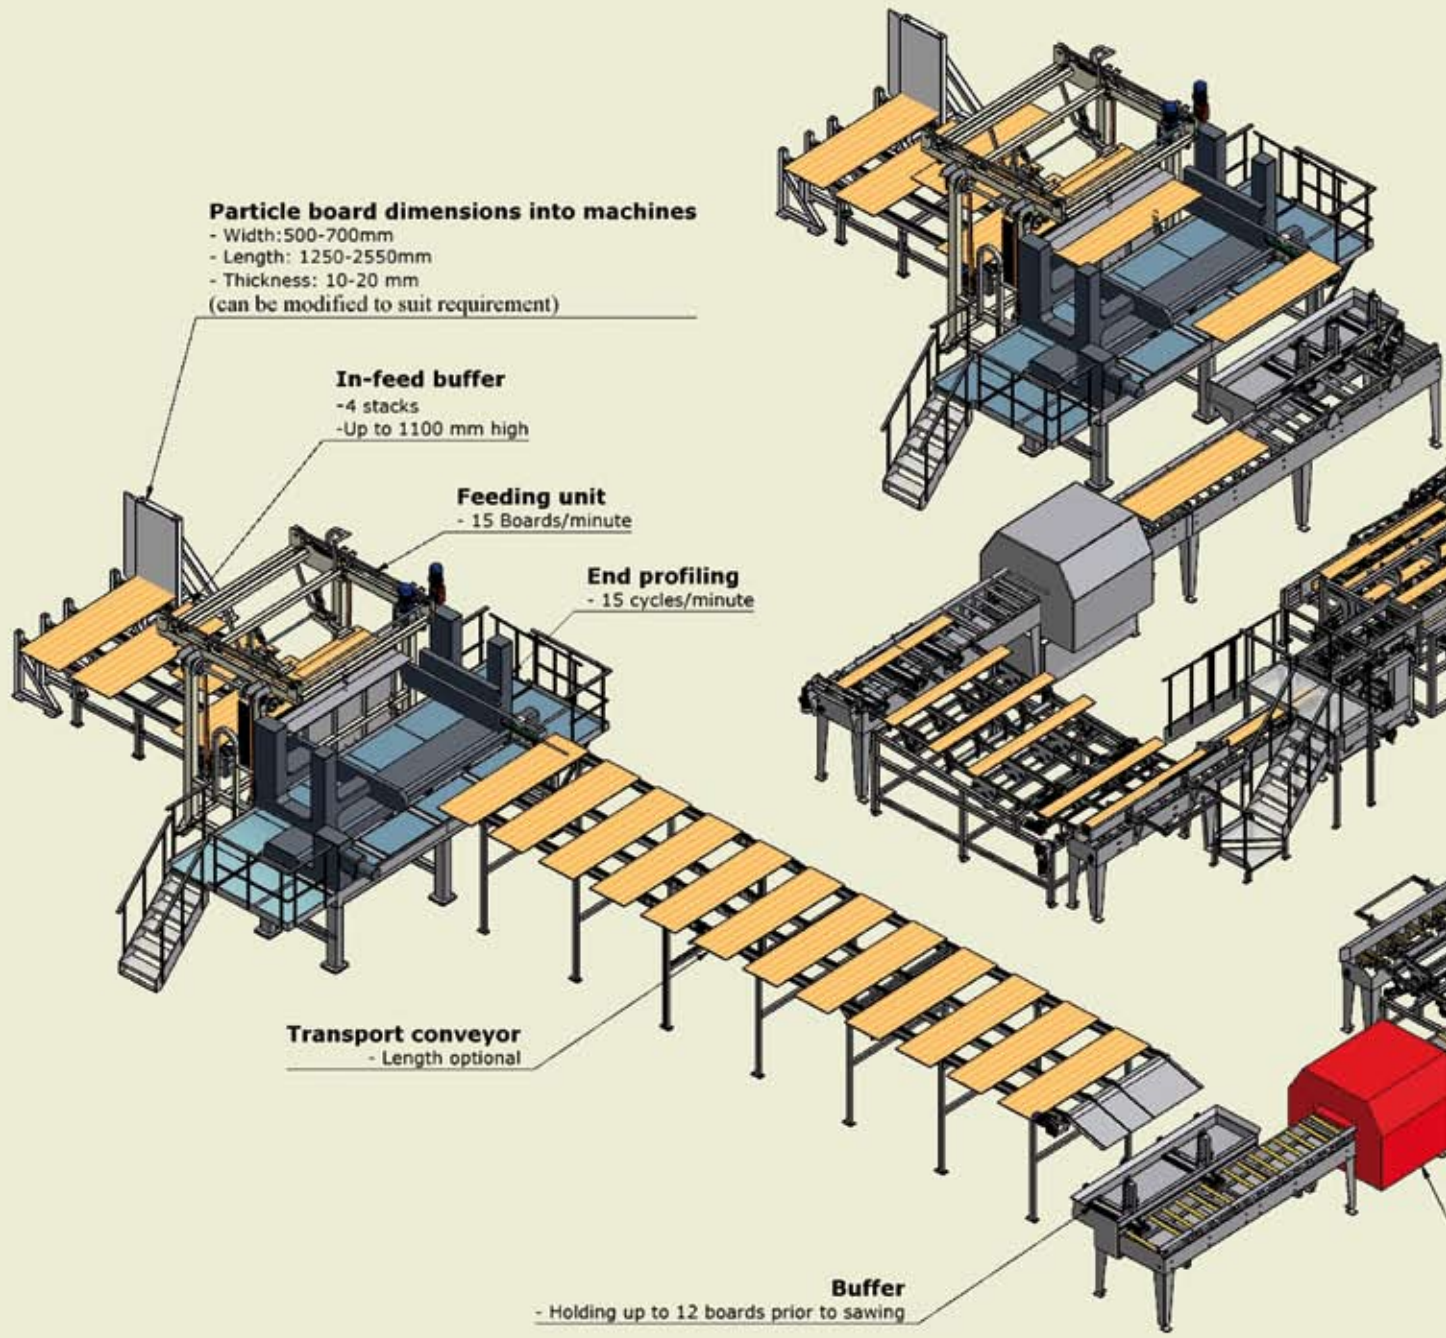 Particle board dimensions into machines
- Width:500-700mm
- Length: 1250-2550mm
- Thickness: 10-20 mm
(can be modified to suit requirement)
In-feed buffer
-4 stacks
-Up to 1100 mm high
Feeding unit
- 15 Boards/minute
End profiling
- 15 cycles/minute
Transport conveyor
- Length optional
Buffer
- Holding up to 12 boards prior to sawing